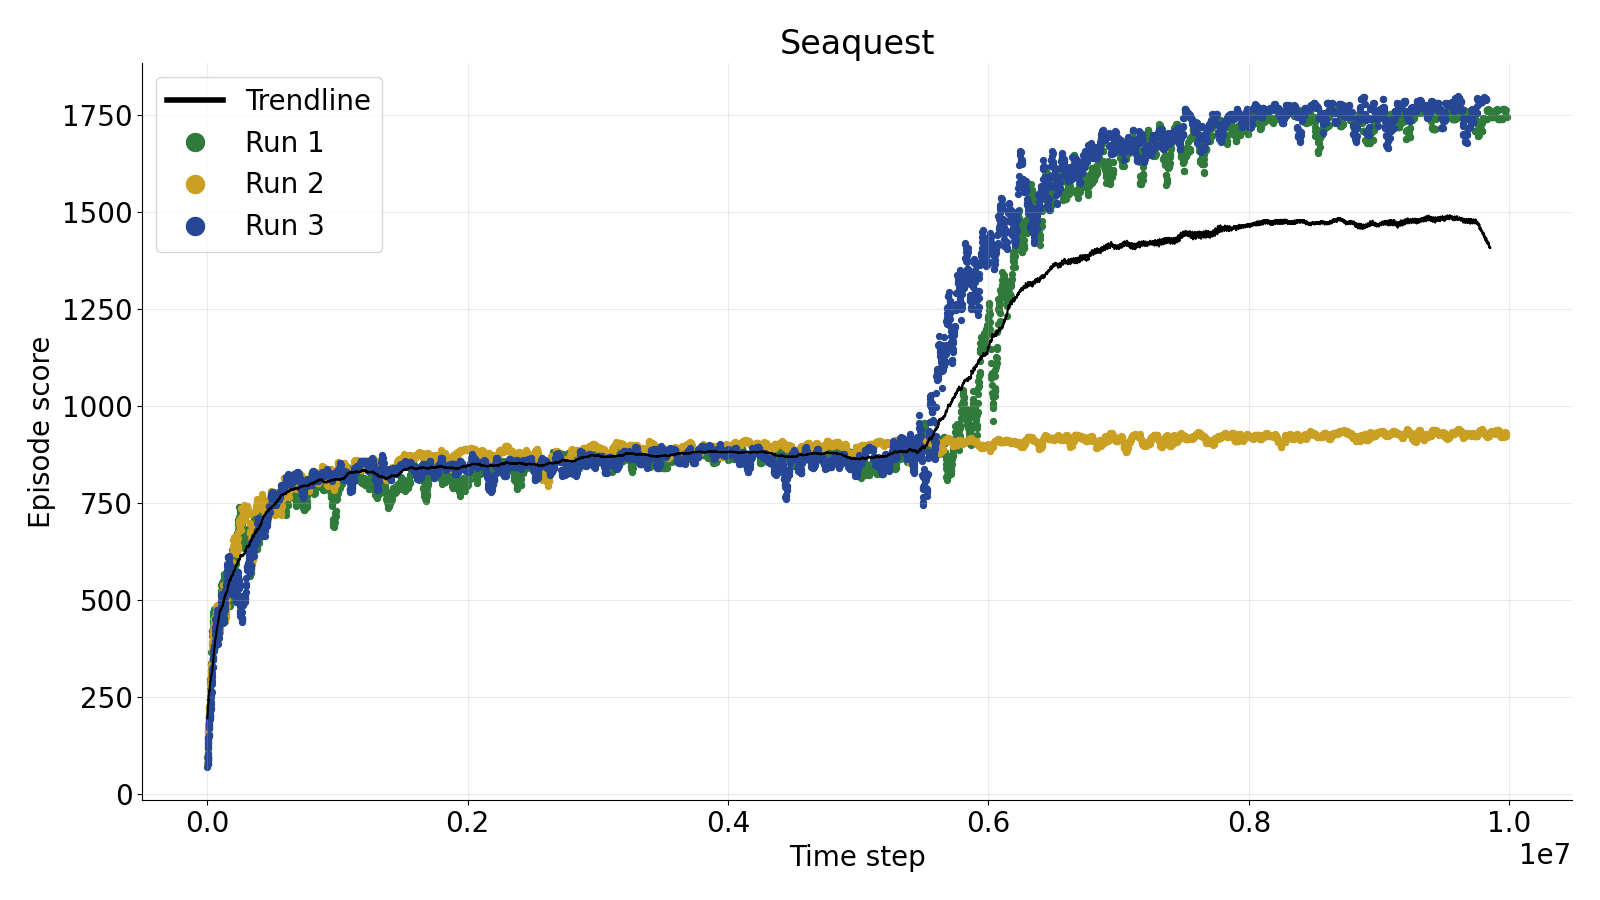 Seaquest
Trendline
Run 1
Run 2
Run 3
Episode score
1750
1500
1250
1000
750
500
250
0
0.0 0.2 0.4 0.6 0.8 1.0
1e7
Time step